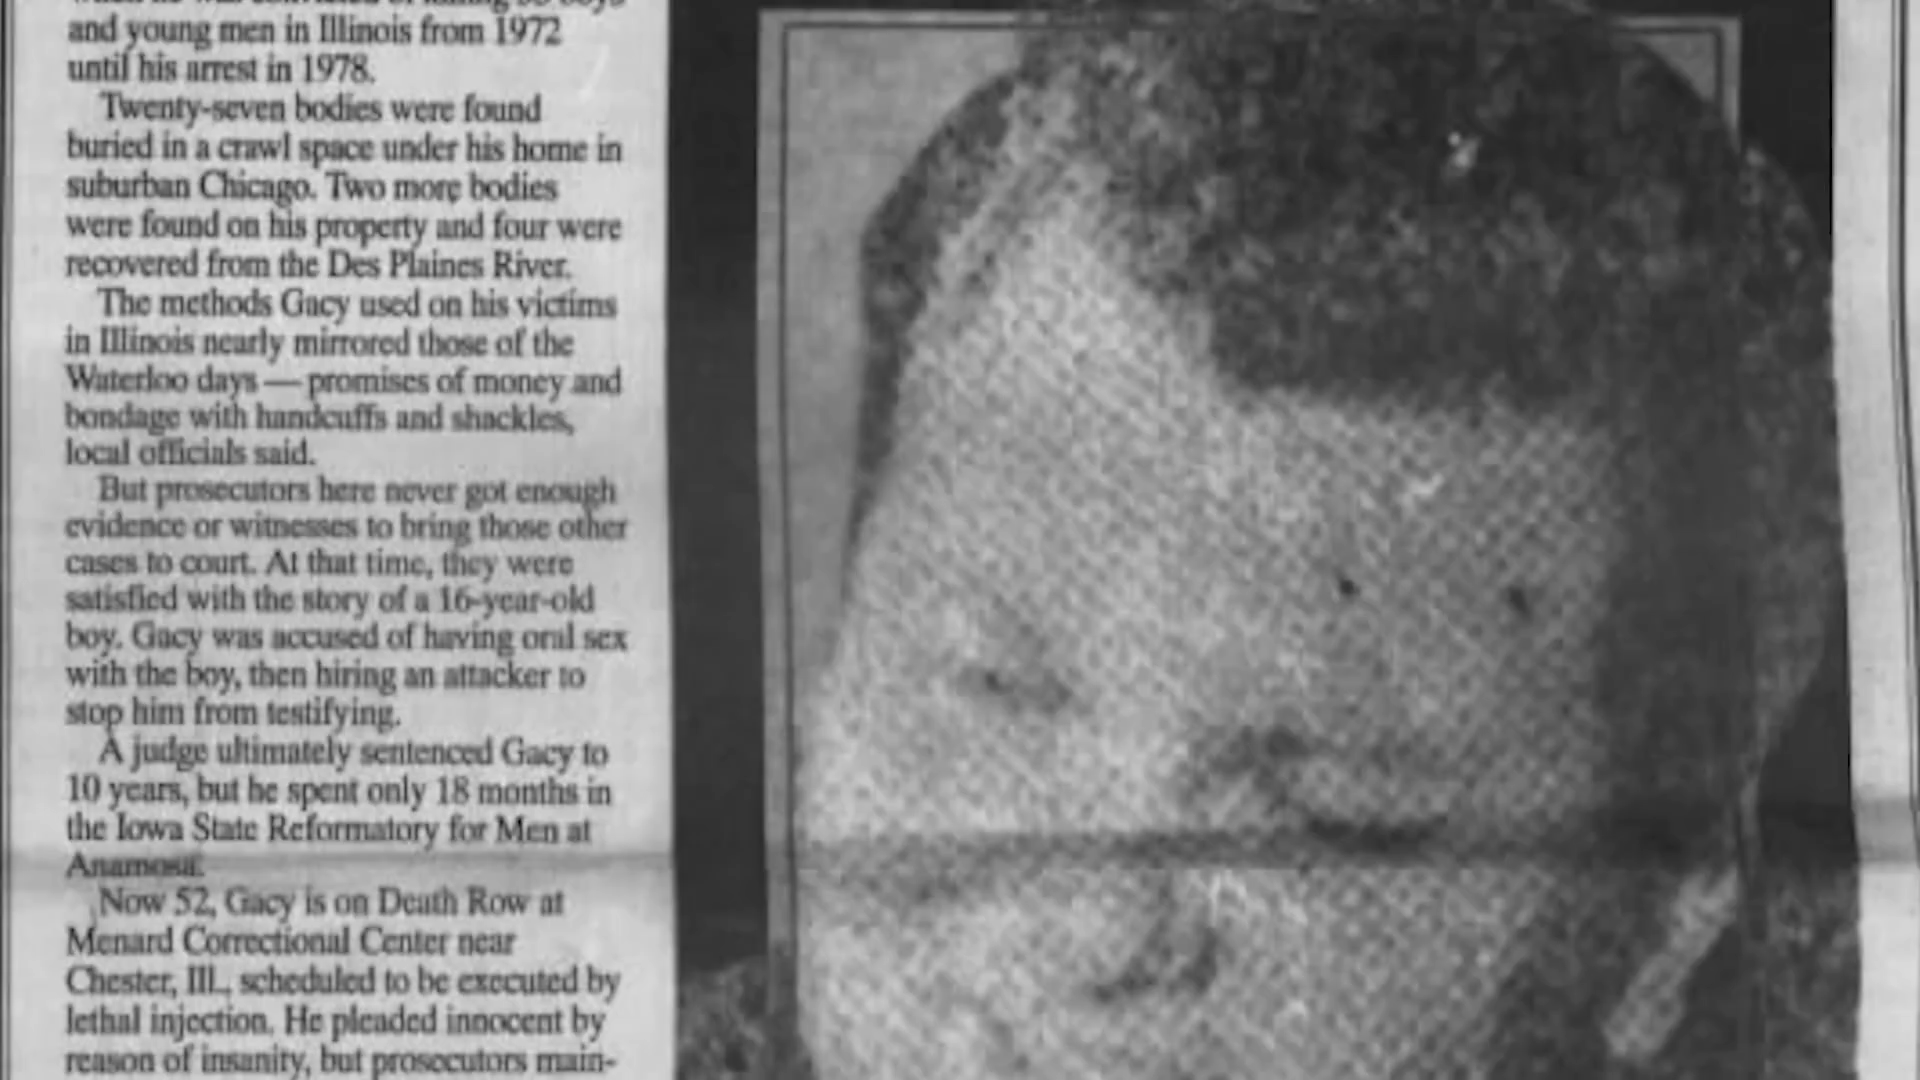 and young men in Illinois from 1972
until his arrest in 1978.
Twenty-seven bodies were found
buried in a crawl space under his home in
suburban Chicago. Two more bodies
were found on his property and four were
recovered from the Des Plaines River.
The methods Gacy used on his victims
in Illinois nearly mirrored those of the
Waterloo days — promises of money and
bondage with handcuffs and shackles,
local officials said.
But prosecutors here never got enough
evidence or witnesses to bring those other
cases to court. At that time, they were
satisfied with the story of a 16-year-old
boy. Gacy was accused of having oral sex
with the boy, then hiring an attacker to
stop him from testifying.
A judge ultimately sentenced Gacy to
10 years, but he spent only 18 months in
the Iowa State Reformatory for Men at
Anamosa.
Now 52, Gacy is on Death Row at
Menard Correctional Center near
Chester, Ill., scheduled to be executed by
lethal injection. He pleaded innocent by
reason of insanity, but prosecutors main-